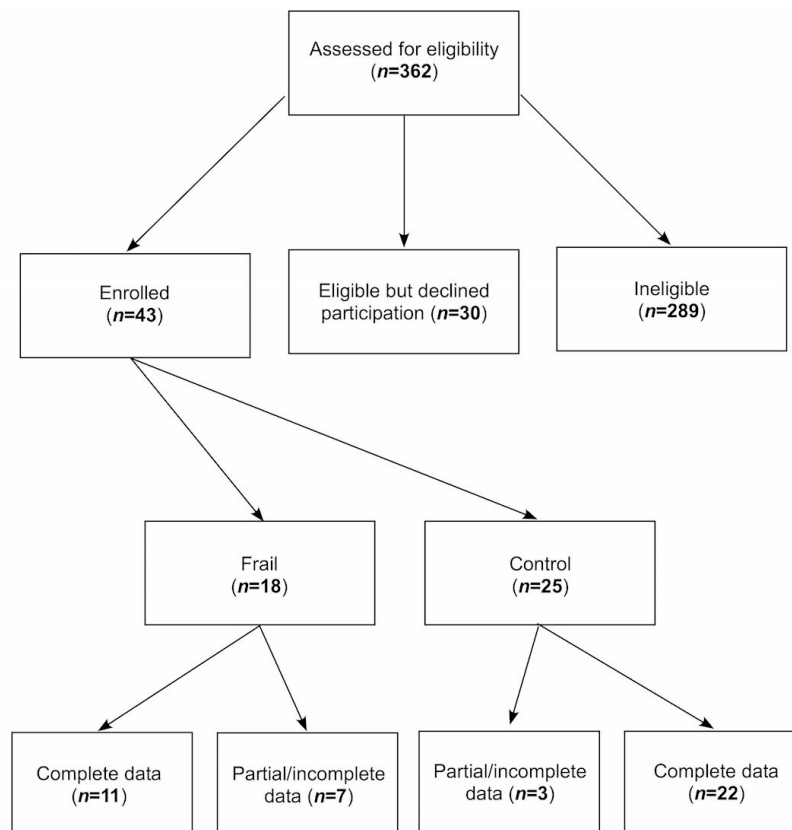 Assessed for eligibility
(n=362)
Enrolled
(n=43)
Eligible but declined
participation (n=30)
Ineligible
(n=289)
Frail
(n=18)
Control
(n=25)
Complete data
(n=11)
Partial/incomplete
data (n=7)
Partial/incomplete
data (n=3)
Complete data
(n=22)